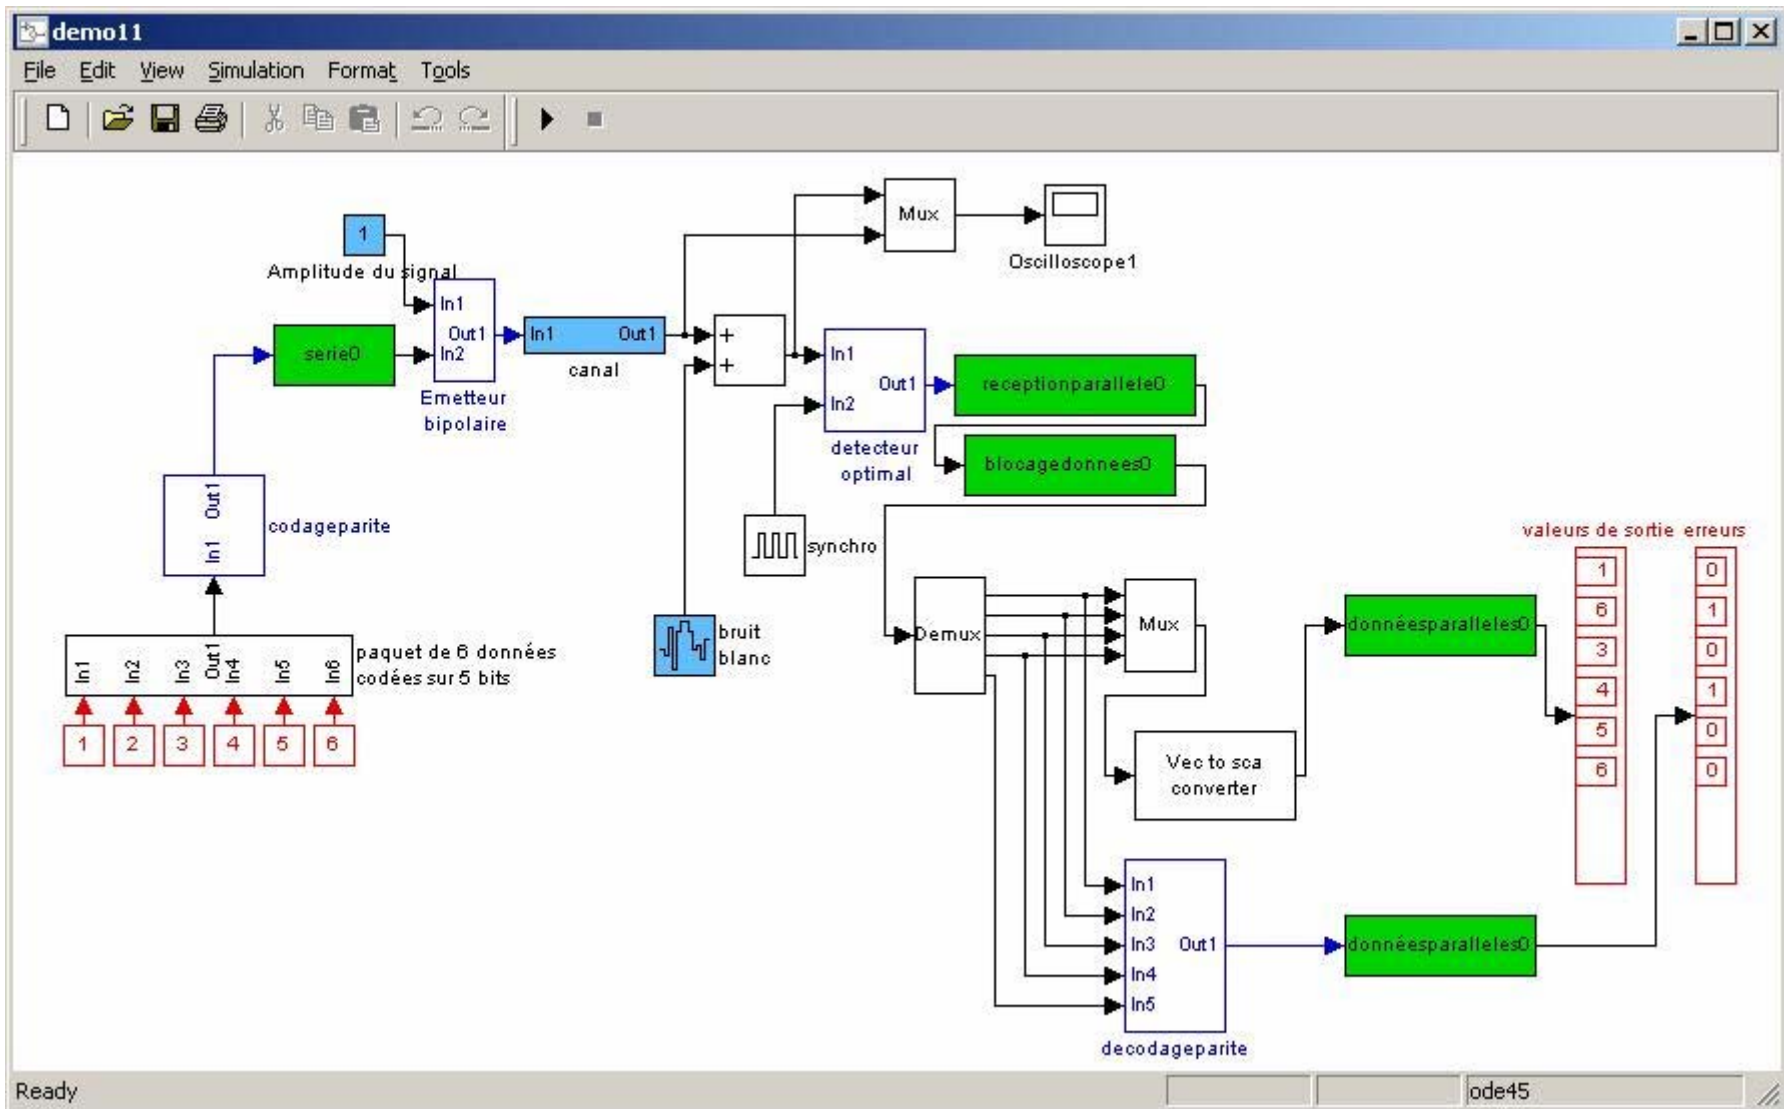 demo11
File Edit View Simulation Format Tools
Mux
Oscilloscope1
1
Amplitude du signal
In1
Out1
In2
Emetteur
bipolaire
serie0
In1 Out1
canal
+
+
In1
Out1
In2
detecteur
optimal
receptionparallele0
blocagedonnees0
Out1
In1
codageparite
synchro
bruit
blanc
In1 In2 In3 Out1 In4 In5 In6
paquet de 6 données
codées sur 5 bits
1 2 3 4 5 6
Demux
Mux
Vec to sca
converter
donnéesparalleles0
valeurs de sortie erreurs
1 0
6 1
3 0
4 1
5 0
6 0
In1
In2
In3 Out1
In4
In5
decodageparite
donnéesparalleles0
Ready ode45